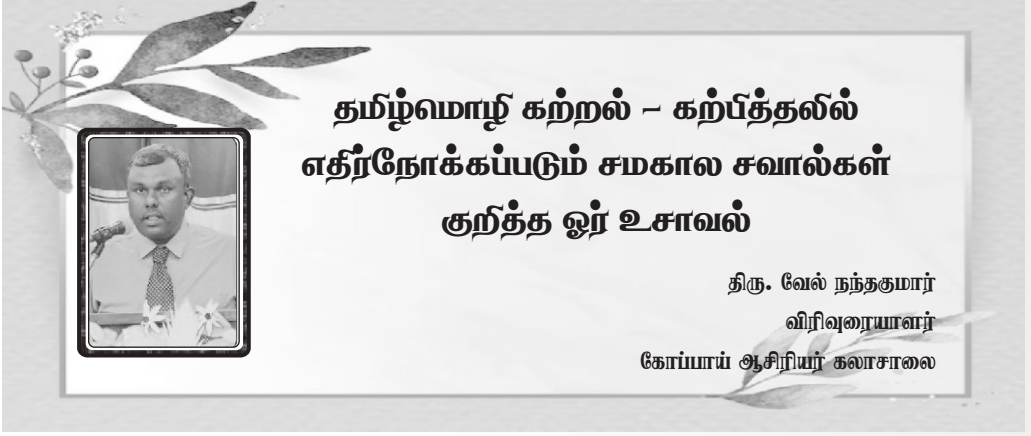 தமிழ்மொழி கற்றல் – கற்பித்தலில்
எதிர்நோக்கப்படும் சமகால சவால்கள்
குறித்த ஓர் உசாவல்
திரு. வேல் நந்தகுமார்
விரிவுரையாளர்
கோப்பாய் ஆசிரியர் கலாசாலை